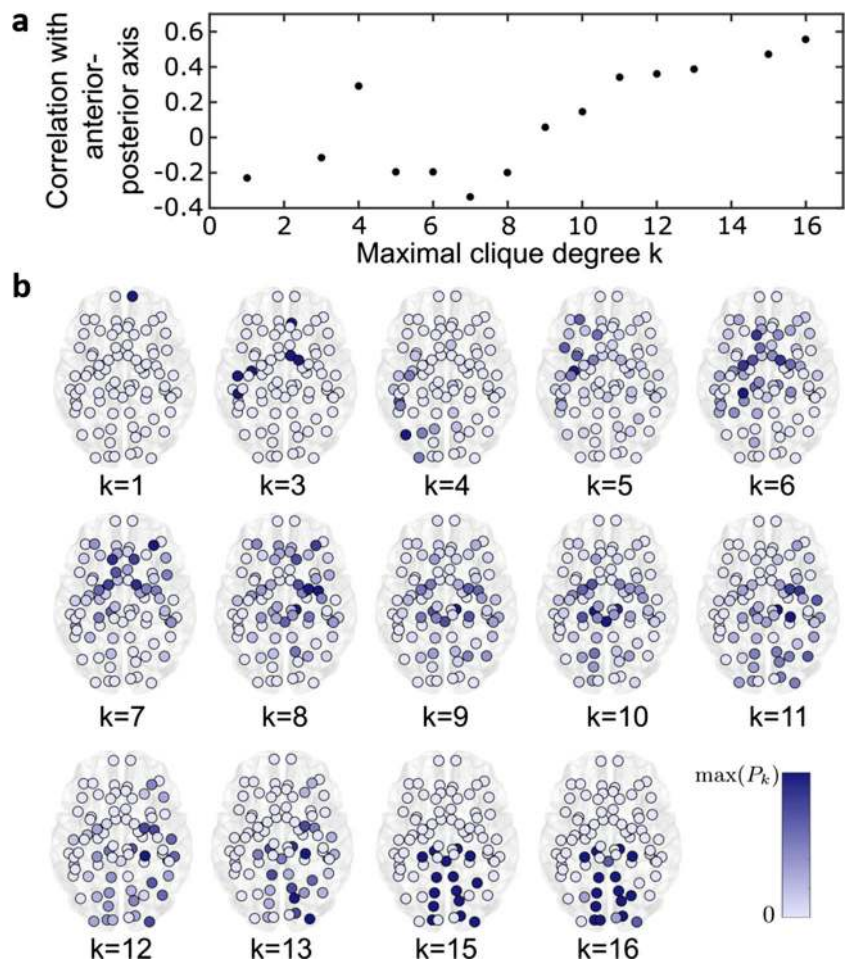 a
Correlation with
anterior-
posterior axis
0.6
0.4
0.2
0
-0.2
-0.4
0 2 4 6 8 10 12 14 16
Maximal clique degree k
b
k=1 k=3 k=4 k=5 k=6
k=7 k=8 k=9 k=10 k=11
max(P_k)
0
k=12 k=13 k=15 k=16